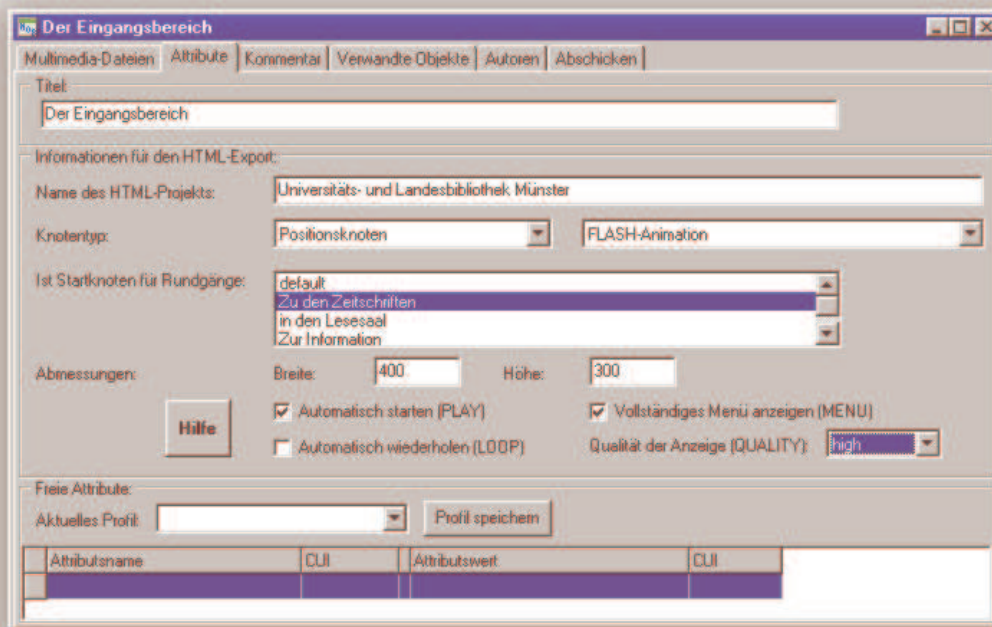 Der Eingangsbereich
Multimedia-Dateien Attribute Kommentar Verwandte Objekte Autoren Abschicken
Titel:
Der Eingangsbereich
Informationen für den HTML-Export:
Name des HTML-Projekts: Universitäts- und Landesbibliothek Münster
Knotentyp: Positionsknoten FLASH-Animation
Ist Startknoten für Rundgänge: default
Zu den Zeitschriften
in den Lesesaal
Zur Information
Abmessungen: Breite: 400 Höhe: 300
Automatisch starten (PLAY) Vollständiges Menü anzeigen (MENU)
Hilfe
Automatisch wiederholen (LOOP) Qualität der Anzeige (QUALITY): high
Freie Attribute:
Aktuelles Profil: Profil speichern
Attributsname CUI Attributswert CUI